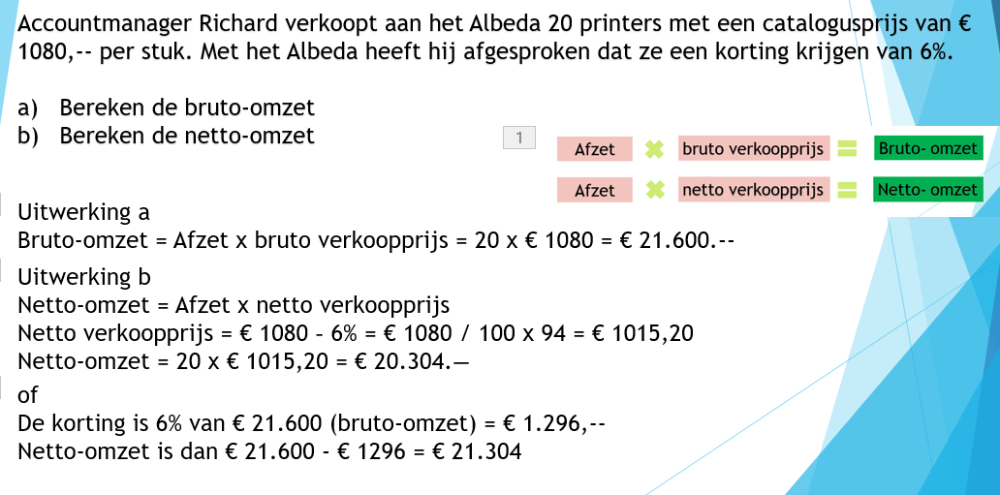 Accountmanager Richard verkoopt aan het Albeda 20 printers met een catalogusprijs van €
1080,-- per stuk. Met het Albeda heeft hij afgesproken dat ze een korting krijgen van 6%.
a) Bereken de bruto-omzet
b) Bereken de netto-omzet
1
Afzet × bruto verkoopprijs = Bruto- omzet
Afzet × netto verkoopprijs = Netto- omzet
Uitwerking a
Bruto-omzet = Afzet x bruto verkoopprijs = 20 x € 1080 = € 21.600.--
Uitwerking b
Netto-omzet = Afzet x netto verkoopprijs
Netto verkoopprijs = € 1080 – 6% = € 1080 / 100 x 94 = € 1015,20
Netto-omzet = 20 x € 1015,20 = € 20.304.—
of
De korting is 6% van € 21.600 (bruto-omzet) = € 1.296,--
Netto-omzet is dan € 21.600 - € 1296 = € 21.304